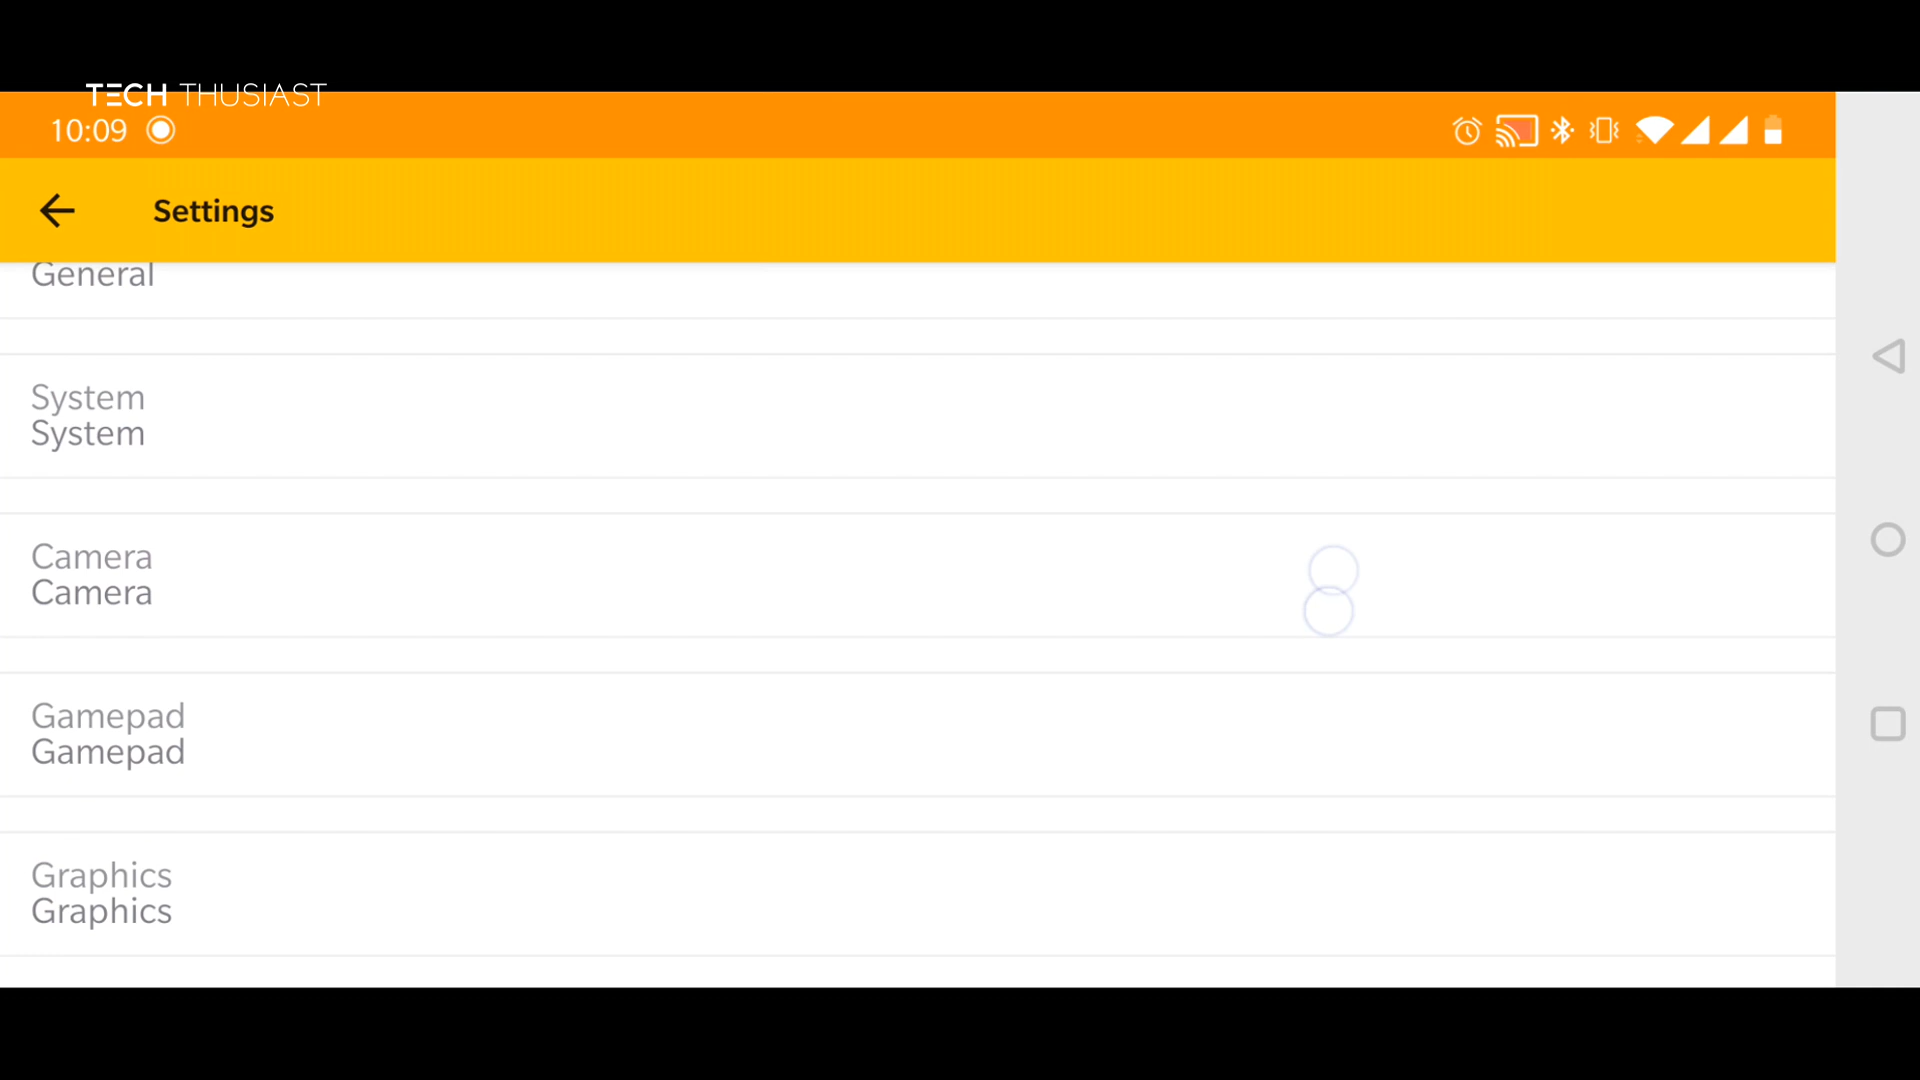 TECH THUSIAST
10:09
Settings
General
System
System
Camera
Camera
Gamepad
Gamepad
Graphics
Graphics